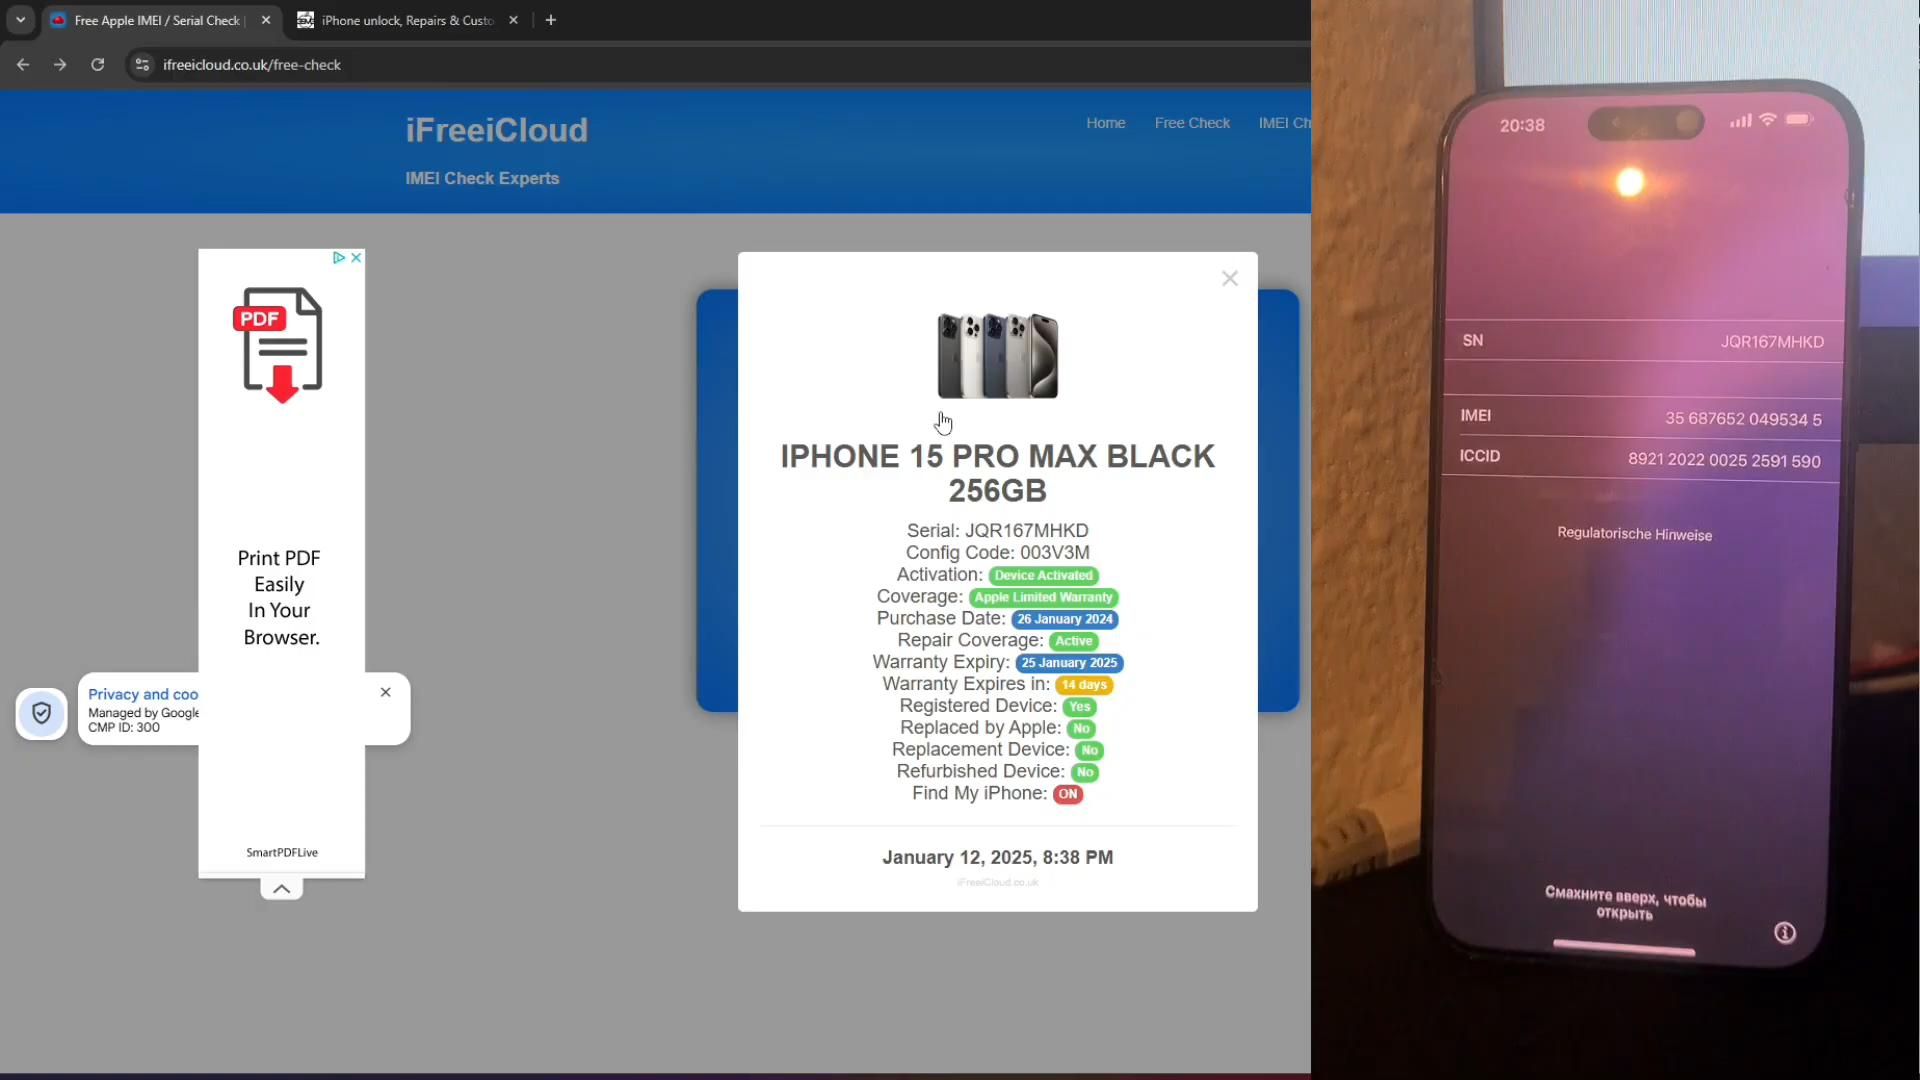 Free Apple IMEI / Serial Check
iPhone unlock, Repairs & Custo
ifreeicloud.co.uk/free-check
iFreeiCloud
IMEI Check Experts
Home
Free Check
IMEI Ch
PDF
Print PDF
Easily
In Your
Browser.
SmartPDFLive
Privacy and coo
Managed by Google
CMP ID: 300
IPHONE 15 PRO MAX BLACK
256GB
Serial: JQR167MHKD
Config Code: 003V3M
Activation: Device Activated
Coverage: Apple Limited Warranty
Purchase Date: 26 January 2024
Repair Coverage: Active
Warranty Expiry: 25 January 2025
Warranty Expires in: 14 days
Registered Device: Yes
Replaced by Apple: No
Replacement Device: No
Refurbished Device: No
Find My iPhone: ON
January 12, 2025, 8:38 PM
iFreeiCloud.co.uk
20:38
SN JQR167MHKD
IMEI 35 687652 049534 5
ICCID 8921 2022 0025 2591 590
Regulatorische Hinweise
Смахните вверх, чтобы
открыть